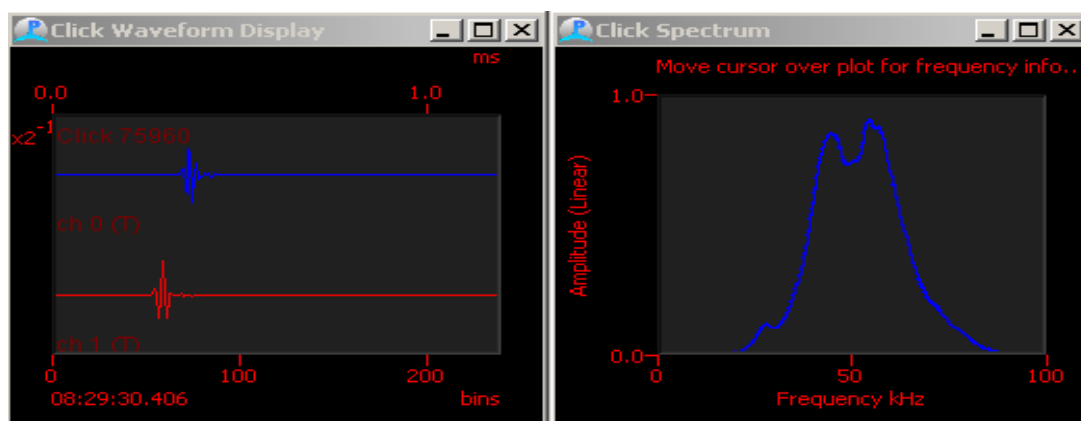 Click Waveform Display
ms
0.0 1.0
x2-1
Click 75960
ch 0 (T)
ch 1 (T)
0 100 200
08:29:30.406 bins
Click Spectrum
Move cursor over plot for frequency info..
1.0
Amplitude (Linear)
0.0
0 50 100
Frequency kHz